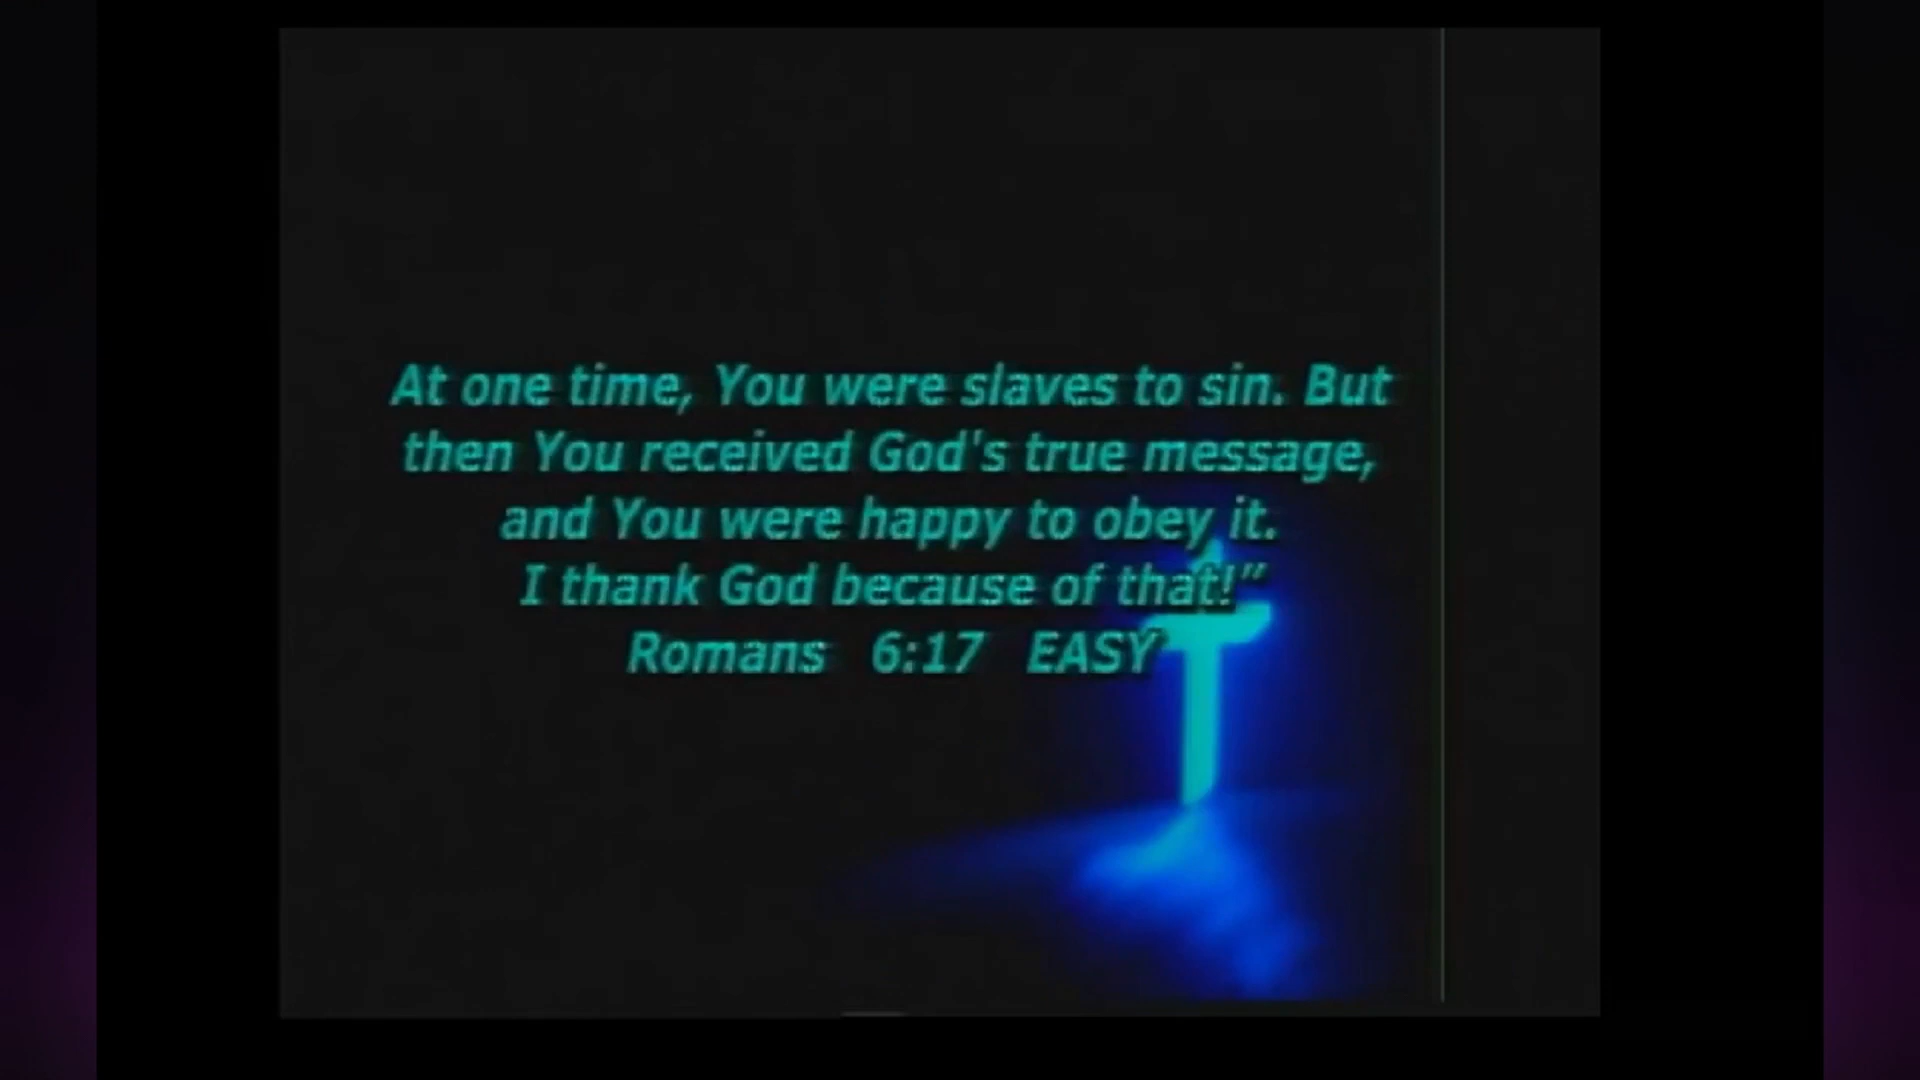 At one time, You were slaves to sin. But
then You received God's true message,
and You were happy to obey it.
I thank God because of that!”
Romans 6:17 EASY